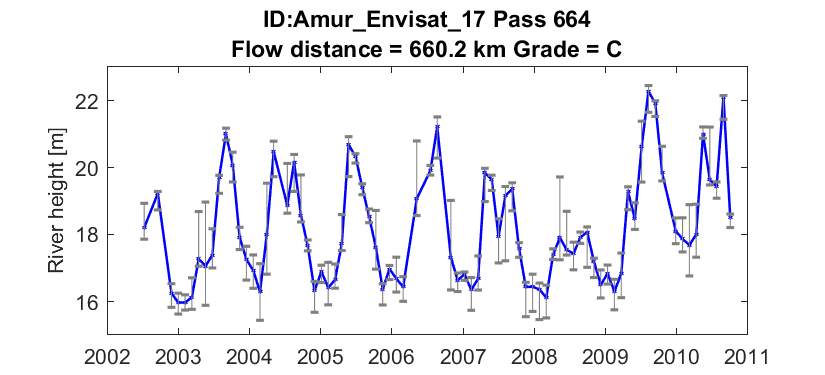 ID:Amur_Envisat_17 Pass 664
Flow distance = 660.2 km Grade = C
River height [m]
22
20
18
16
2002 2003 2004 2005 2006 2007 2008 2009 2010 2011